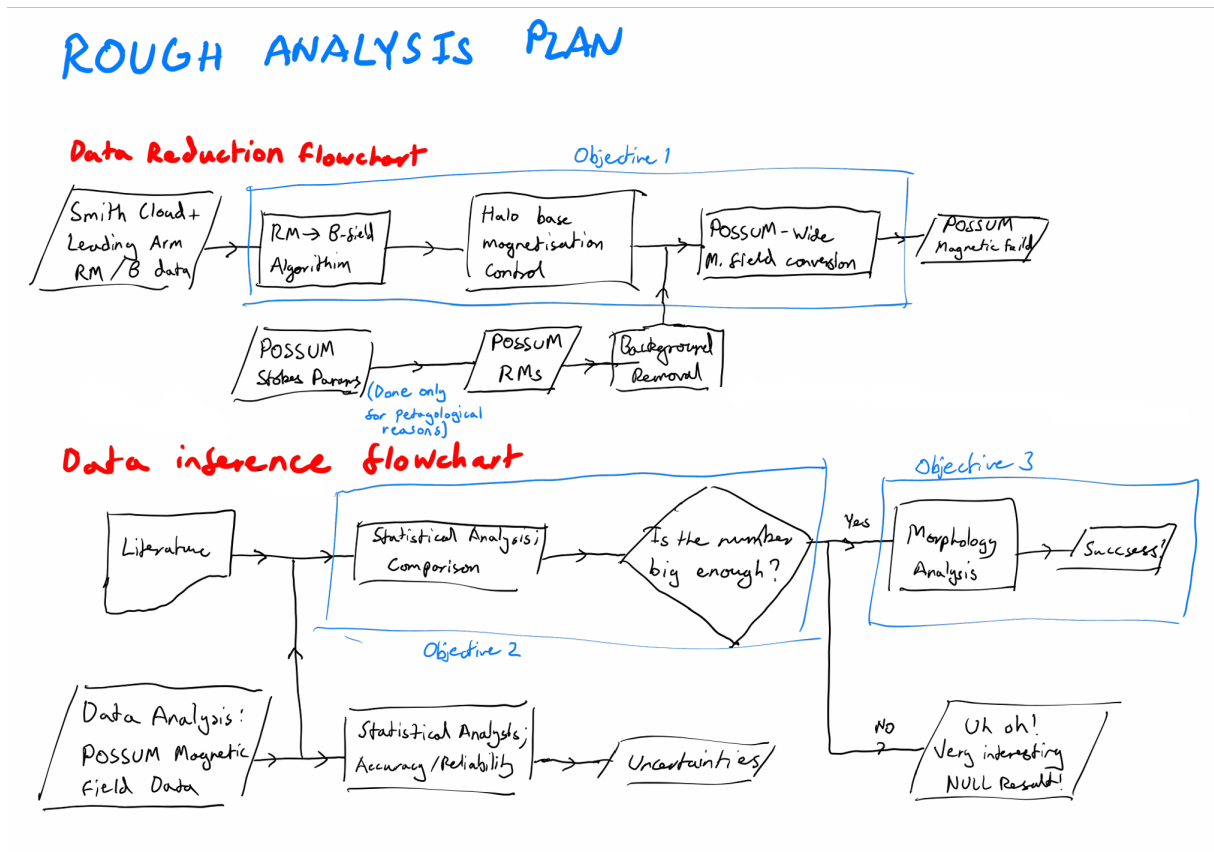 ROUGH ANALYSIS PLAN
Data Reduction flowchart
Objective 1
Smith Cloud +
Leading Arm
RM/B data
RM → B-field
Algorithim
Halo base
magnetisation
Control
POSSUM-wide
M. field conversion
POSSUM
Magnetic Feild
POSSUM
Stokes Params
(Done only
for petagological
reasons)
POSSUM
RMs
Background
Removal
Data inference flowchart
Objective 3
Literature
Statistical Analysis;
Comparison
Is the number
big enough?
Yes
Morphology
Analysis
Succsess!
Objective 2
Data Analysis:
POSSUM Magnetic
Field Data
Statistical Analysis;
Accuracy/Reliability
Uncertainties
No
Uh oh!
Very interesting
NULL Result!